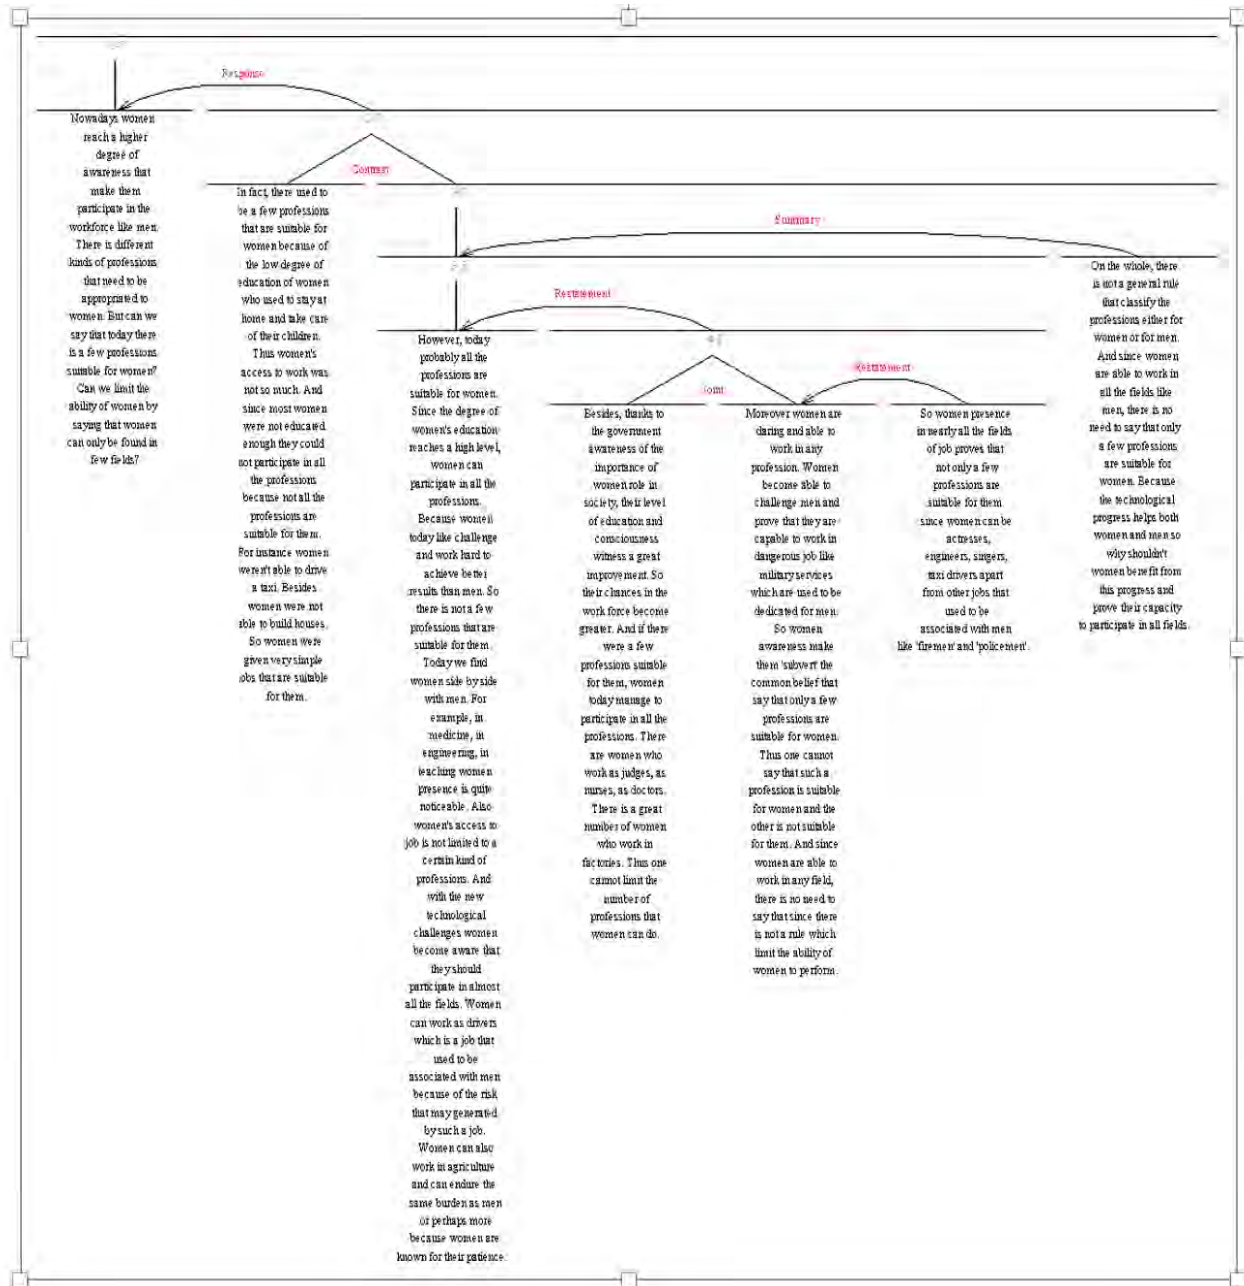 Response
Nowadays women
reach a higher
degree of
awareness that
make them
participate in the
workforce like men.
There is different
kinds of professions
that need to be
appropriated to
women. But can we
say that today there
is a few professions
suitable for women?
Can we limit the
ability of women by
saying that women
can only be found in
few fields?
Contrast
In fact, there used to
be a few professions
that are suitable for
women because of
the low degree of
education of women
who used to stay at
home and take care
of their children.
Thus women's
access to work was
not so much. And
since most women
were not educated
enough they could
not participate in all
the professions
because not all the
professions are
suitable for them.
For instance women
weren't able to drive
a taxi. Besides
women were not
able to build houses.
So women were
given very simple
jobs that are suitable
for them.
Summary
Restatement
However, today
probably all the
professions are
suitable for women.
Since the degree of
women's education
reaches a high level,
women can
participate in all the
professions.
Because women
today like challenge
and work hard to
achieve better
results than men. So
there is not a few
professions that are
suitable for them.
Today we find
women side by side
with men. For
example, in
medicine, in
engineering, in
teaching women
presence is quite
noticeable. Also
women's access to
job is not limited to a
certain kind of
professions. And
with the new
technological
challenges women
become aware that
they should
participate in almost
all the fields. Women
can work as drivers
which is a job that
used to be
associated with men
because of the risk
that may generated
by such a job.
Women can also
work in agriculture
and can endure the
same burden as men
or perhaps more
because women are
known for their patience.
Joint
Besides, thanks to
the government
awareness of the
importance of
women role in
society, their level
of education and
consciousness
witness a great
improvement. So
their chances in the
work force become
greater. And if there
were a few
professions suitable
for them, women
today manage to
participate in all the
professions. There
are women who
work as judges, as
nurses, as doctors.
There is a great
number of women
who work in
factories. Thus one
cannot limit the
number of
professions that
women can do.
Restatement
Moreover women are
daring and able to
work in any
profession. Women
become able to
challenge men and
prove that they are
capable to work in
dangerous job like
military services
which are used to be
dedicated for men.
So women
awareness make
them 'subvert' the
common belief that
say that only a few
professions are
suitable for women.
Thus one cannot
say that such a
profession is suitable
for women and the
other is not suitable
for them. And since
women are able to
work in any field,
there is no need to
say that since there
is not a rule which
limit the ability of
women to perform.
So women presence
in nearly all the fields
of job proves that
not only a few
professions are
suitable for them
since women can be
actresses,
engineers, singers,
taxi drivers apart
from other jobs that
used to be
associated with men
like 'firemen' and 'policemen'.
On the whole, there
is not a general rule
that classify the
professions either for
women or for men.
And since women
are able to work in
all the fields like
men, there is no
need to say that only
a few professions
are suitable for
women. Because
the technological
progress helps both
women and men so
why shouldn't
women benefit from
this progress and
prove their capacity
to participate in all fields.